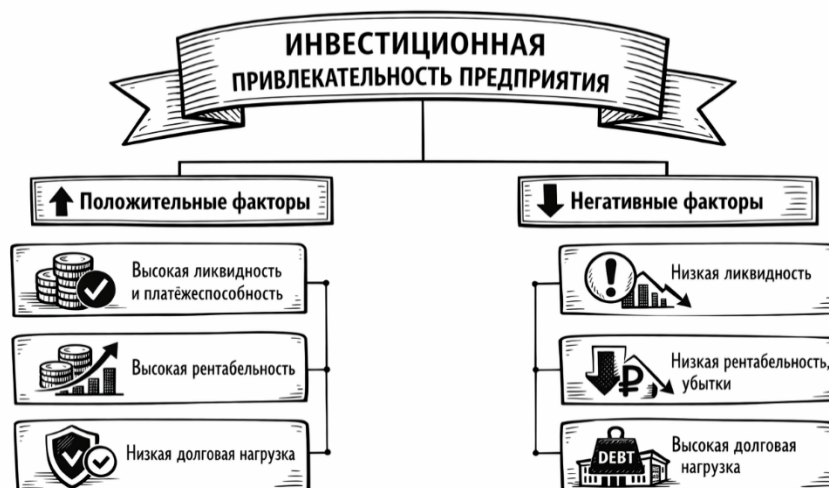 ИНВЕСТИЦИОННАЯ
ПРИВЛЕКАТЕЛЬНОСТЬ ПРЕДПРИЯТИЯ
Положительные факторы
Высокая ликвидность
и платёжеспособность
Высокая рентабельность
Низкая долговая нагрузка
Негативные факторы
Низкая ликвидность
₽
Низкая рентабельность,
убытки
DEBT
Высокая долговая
нагрузка